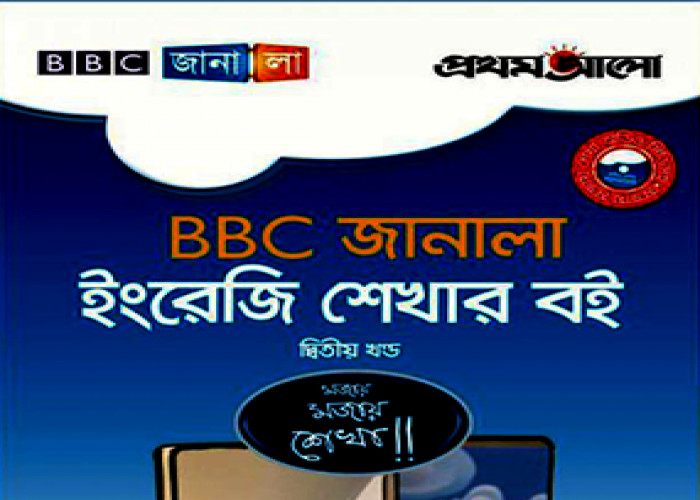 BBC জানালা
প্রথম আলো
BBC জানালা
ইংরেজি শেখার বই
দ্বিতীয় খন্ড
মজায়
মজায়
শেখা!!